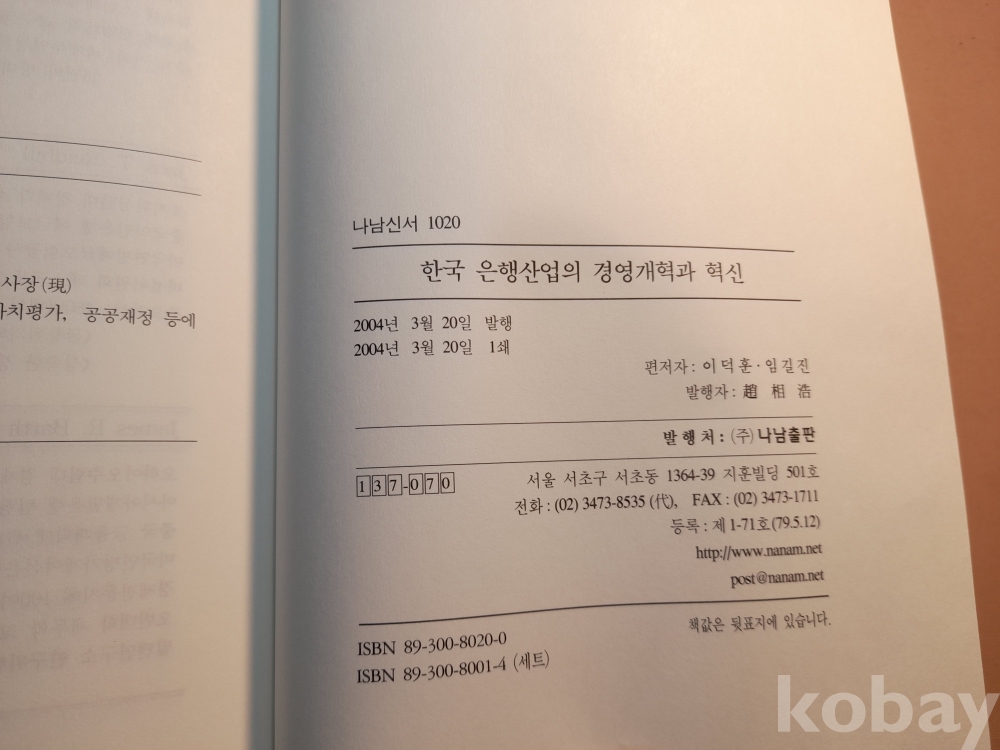 사장(現)
가치평가, 공공재정 등에
나남신서 1020
한국 은행산업의 경영개혁과 혁신
2004년 3월 20일 발행
2004년 3월 20일 1쇄
편저자 : 이덕훈 · 임길진
발행자 : 趙 相 浩
발행처 : (주) 나남출판
137-070
서울 서초구 서초동 1364-39 지훈빌딩 501호
전화 : (02) 3473-8535 (代), FAX : (02) 3473-1711
등록 : 제 1-71호(79.5.12)
http://www.nanam.net
post@nanam.net
책값은 뒷표지에 있습니다.
ISBN 89-300-8020-0
ISBN 89-300-8001-4 (세트)
kobay